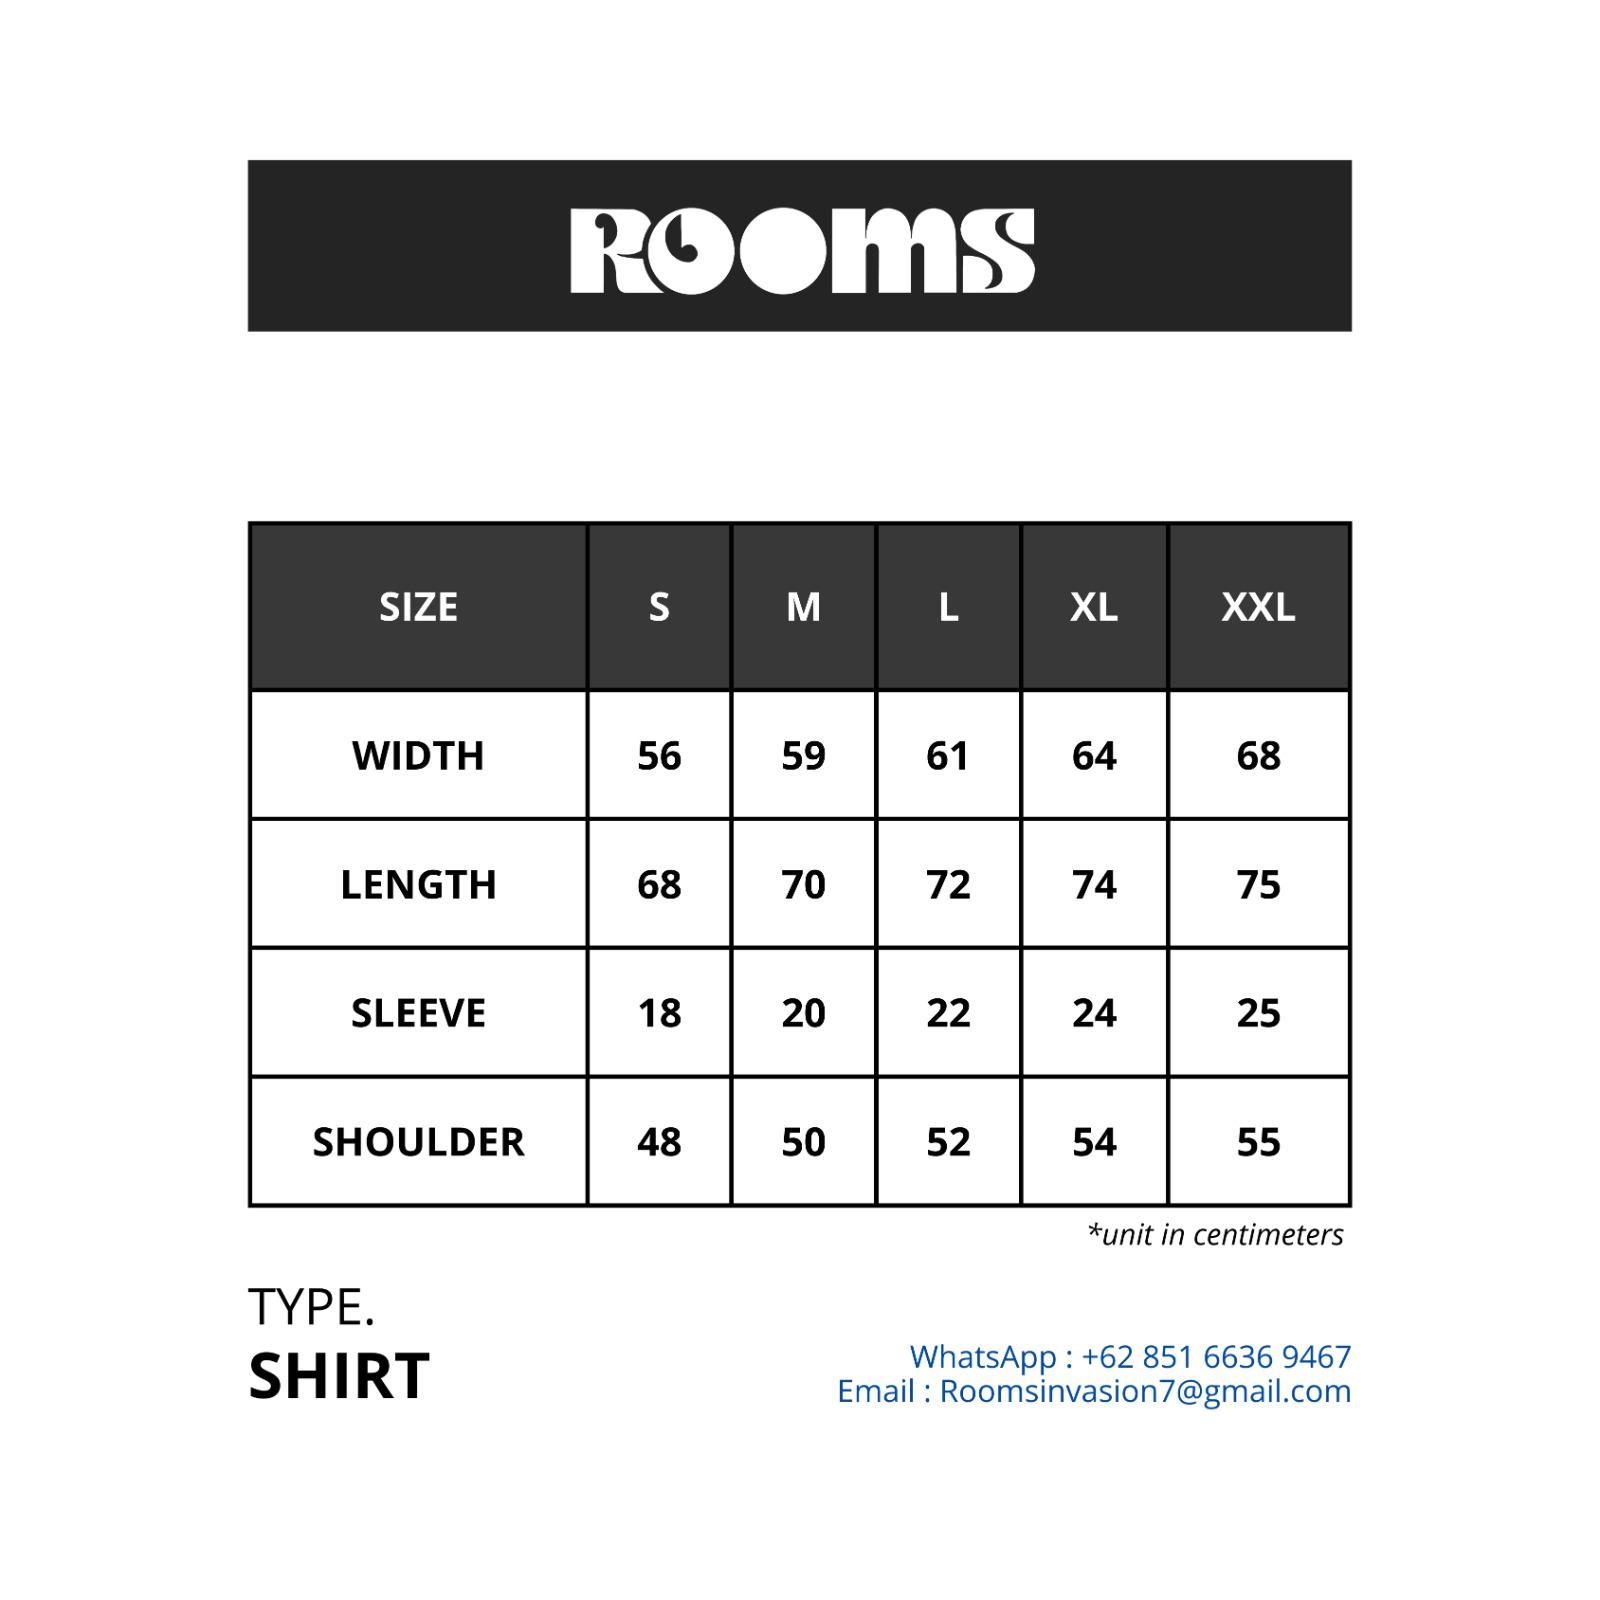 ROOMS
SIZE S M L XL XXL
WIDTH 56 59 61 64 68
LENGTH 68 70 72 74 75
SLEEVE 18 20 22 24 25
SHOULDER 48 50 52 54 55
*unit in centimeters
TYPE.
SHIRT
WhatsApp : +62 851 6636 9467
Email : Roomsinvasion7@gmail.com